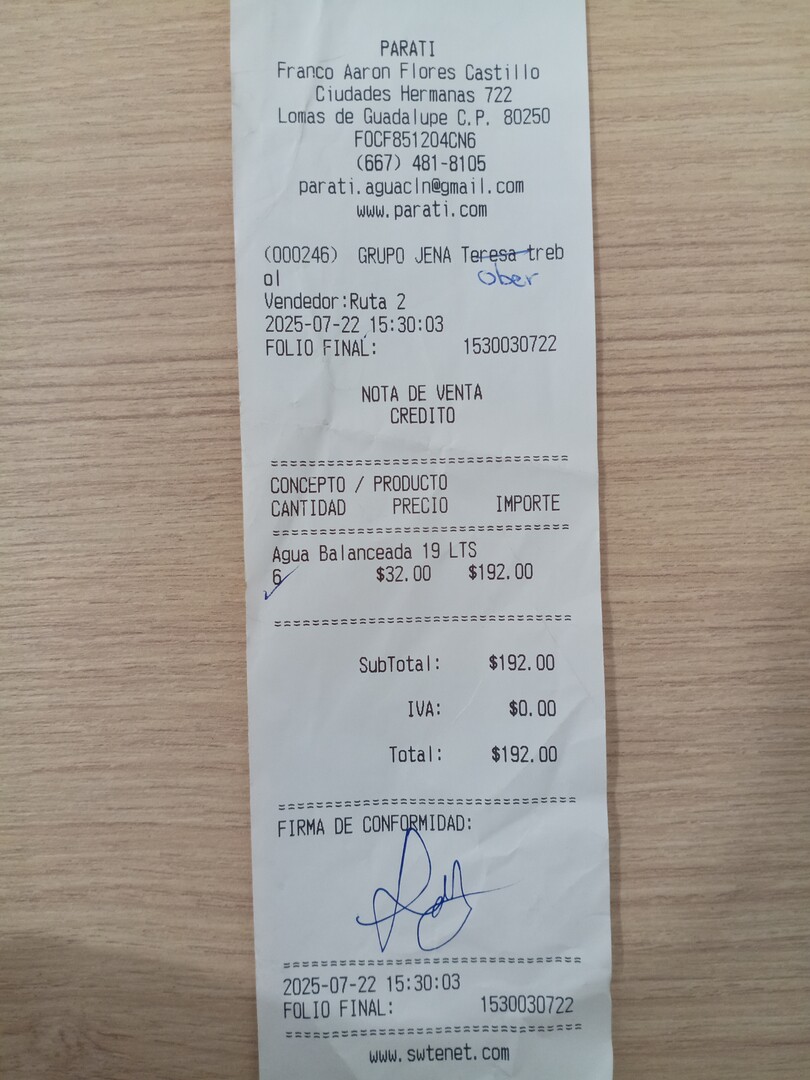 PARATI
Franco Aaron Flores Castillo
Ciudades Hermanas 722
Lomas de Guadalupe C.P. 80250
FOCF851204CN6
(667) 481-8105
parati.aguacln@gmail.com
www.parati.com
(000246) GRUPO JENA Teresa treb
ol
Uber
Vendedor:Ruta 2
2025-07-22 15:30:03
FOLIO FINAL: 1530030722
NOTA DE VENTA
CREDITO
CONCEPTO / PRODUCTO
CANTIDAD PRECIO IMPORTE
Agua Balanceada 19 LTS
6 $32.00 $192.00
SubTotal: $192.00
IVA: $0.00
Total: $192.00
FIRMA DE CONFORMIDAD:
2025-07-22 15:30:03
FOLIO FINAL: 1530030722
www.swtenet.com